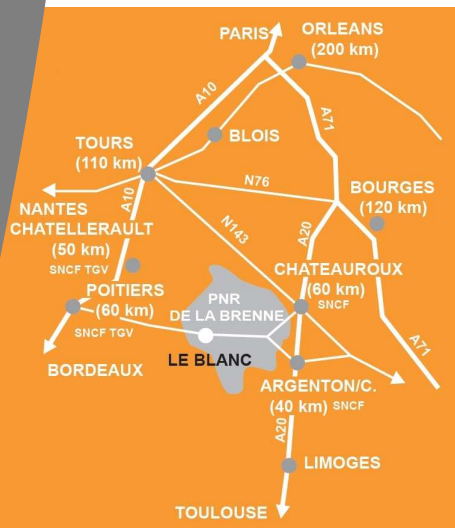 ORLEANS
(200 km)
PARIS
A10
A71
BLOIS
TOURS
(110 km)
N76
BOURGES
(120 km)
A10
NANTES
N143
A20
CHATELLERAULT
(50 km)
SNCF TGV
CHATEAUROUX
(60 km)
SNCF
POITIERS
(60 km)
SNCF TGV
PNR
DE LA BRENNE
LE BLANC
BORDEAUX
A71
ARGENTON/C.
(40 km) SNCF
A20
LIMOGES
TOULOUSE